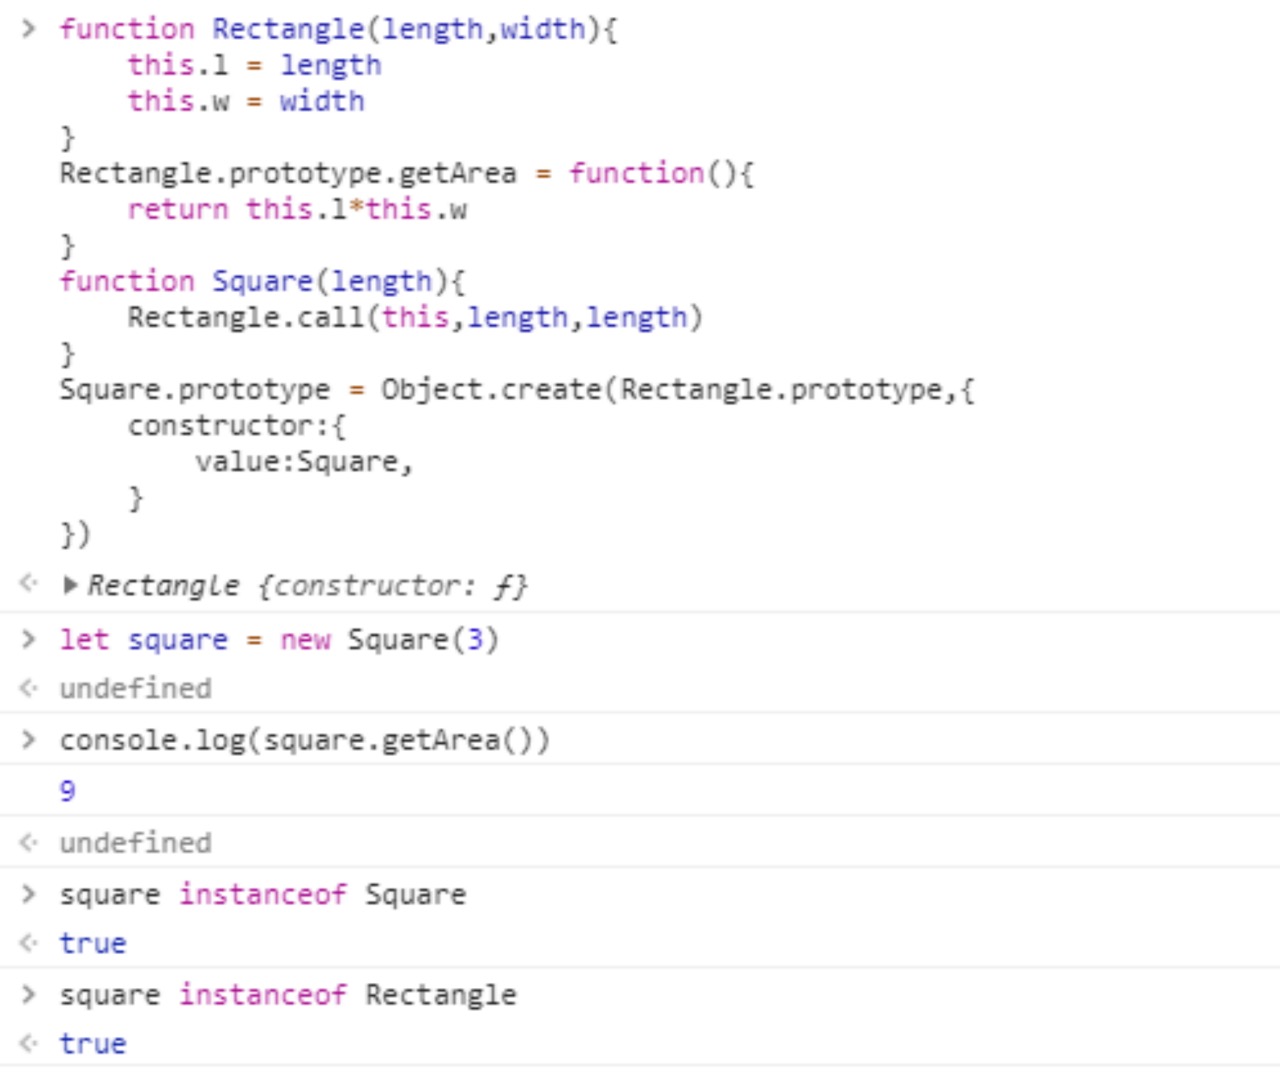 > function Rectangle(length,width){
    this.l = length
    this.w = width
}
Rectangle.prototype.getArea = function(){
    return this.l*this.w
}
function Square(length){
    Rectangle.call(this,length,length)
}
Square.prototype = Object.create(Rectangle.prototype,{
    constructor:{
        value:Square,
    }
})
<· ▶ Rectangle {constructor: ƒ}
> let square = new Square(3)
<· undefined
> console.log(square.getArea())
9
<· undefined
> square instanceof Square
<· true
> square instanceof Rectangle
<· true